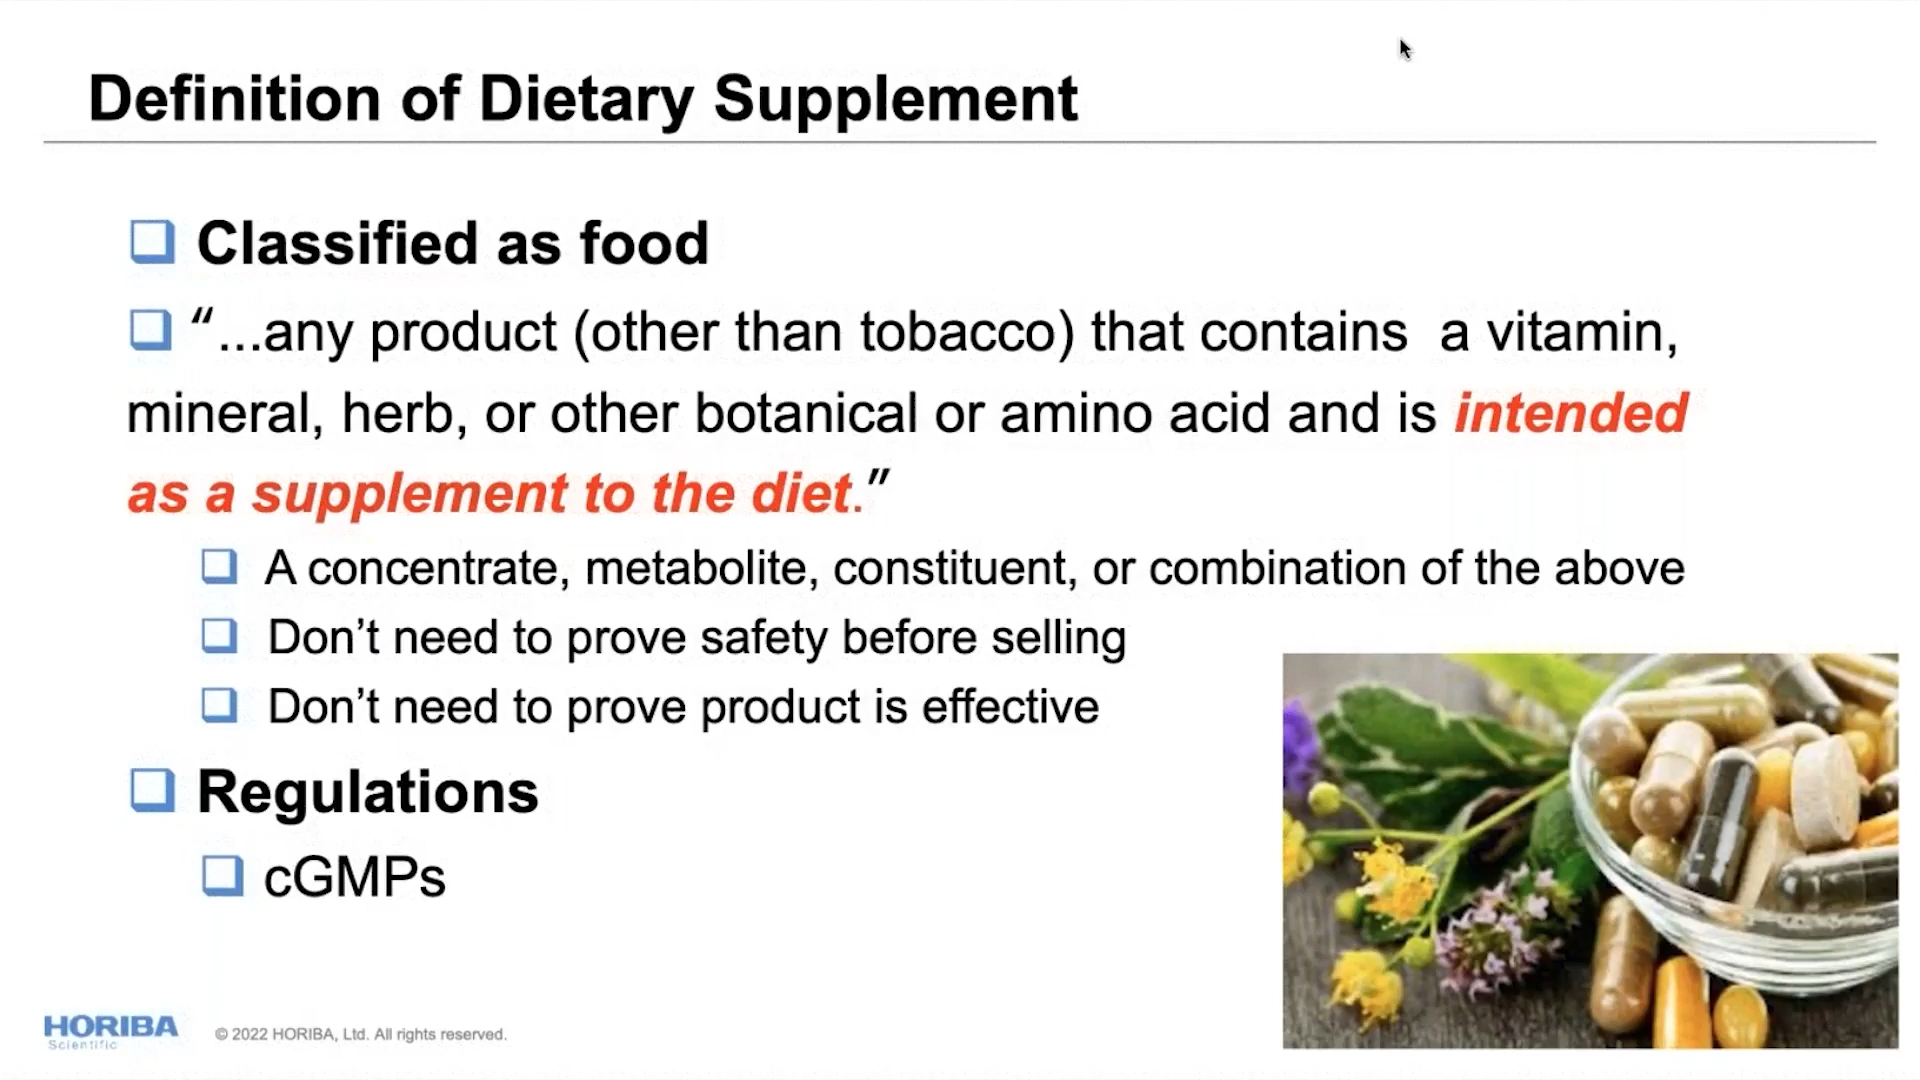 Definition of Dietary Supplement
Classified as food
“...any product (other than tobacco) that contains a vitamin,
mineral, herb, or other botanical or amino acid and is intended
as a supplement to the diet.”
A concentrate, metabolite, constituent, or combination of the above
Don’t need to prove safety before selling
Don’t need to prove product is effective
Regulations
cGMPs
HORIBA
Scientific
© 2022 HORIBA, Ltd. All rights reserved.